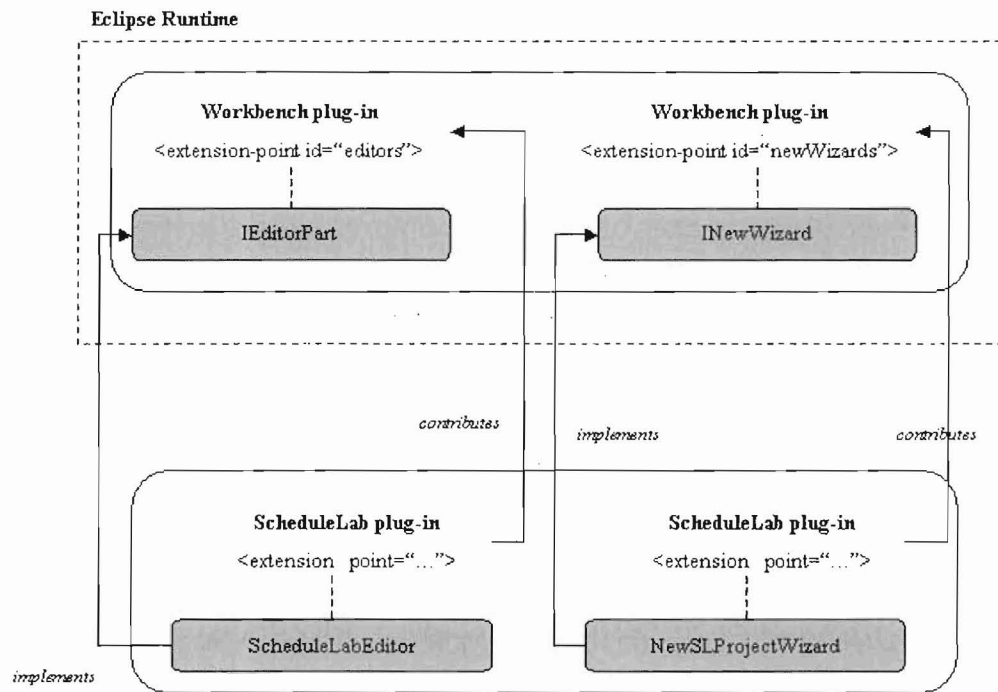 Eclipse Runtime
Workbench plug-in
<extension-point id=“editors”>
IEditorPart
Workbench plug-in
<extension-point id=“newWizards”>
INewWizard
contributes
implements
contributes
ScheduleLab plug-in
<extension point=“...”>
ScheduleLabEditor
ScheduleLab plug-in
<extension point=“...”>
NewSLProjectWizard
implements